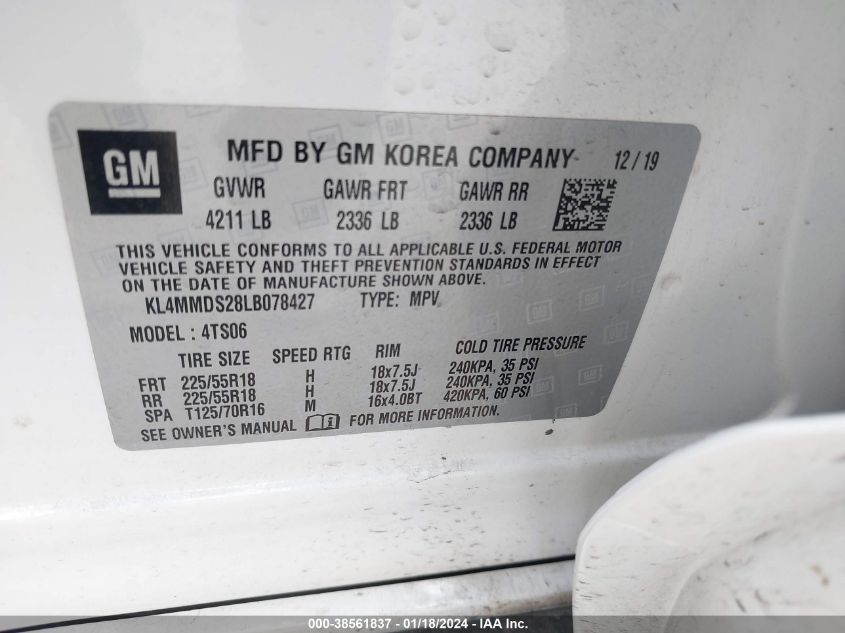 GM MFD BY GM KOREA COMPANY 12/19
GVWR GAWR FRT GAWR RR
4211 LB 2336 LB 2336 LB
THIS VEHICLE CONFORMS TO ALL APPLICABLE U.S. FEDERAL MOTOR
VEHICLE SAFETY AND THEFT PREVENTION STANDARDS IN EFFECT
ON THE DATE OF MANUFACTURE SHOWN ABOVE.
KL4MMDS28LB078427 TYPE: MPV
MODEL : 4TS06
TIRE SIZE SPEED RTG RIM COLD TIRE PRESSURE
FRT 225/55R18 H 18x7.5J 240KPA, 35 PSI
RR 225/55R18 H 18x7.5J 240KPA, 35 PSI
SPA T125/70R16 M 16x4.0BT 420KPA, 60 PSI
SEE OWNER'S MANUAL FOR MORE INFORMATION.
000-38561837 - 01/18/2024 - IAA Inc.